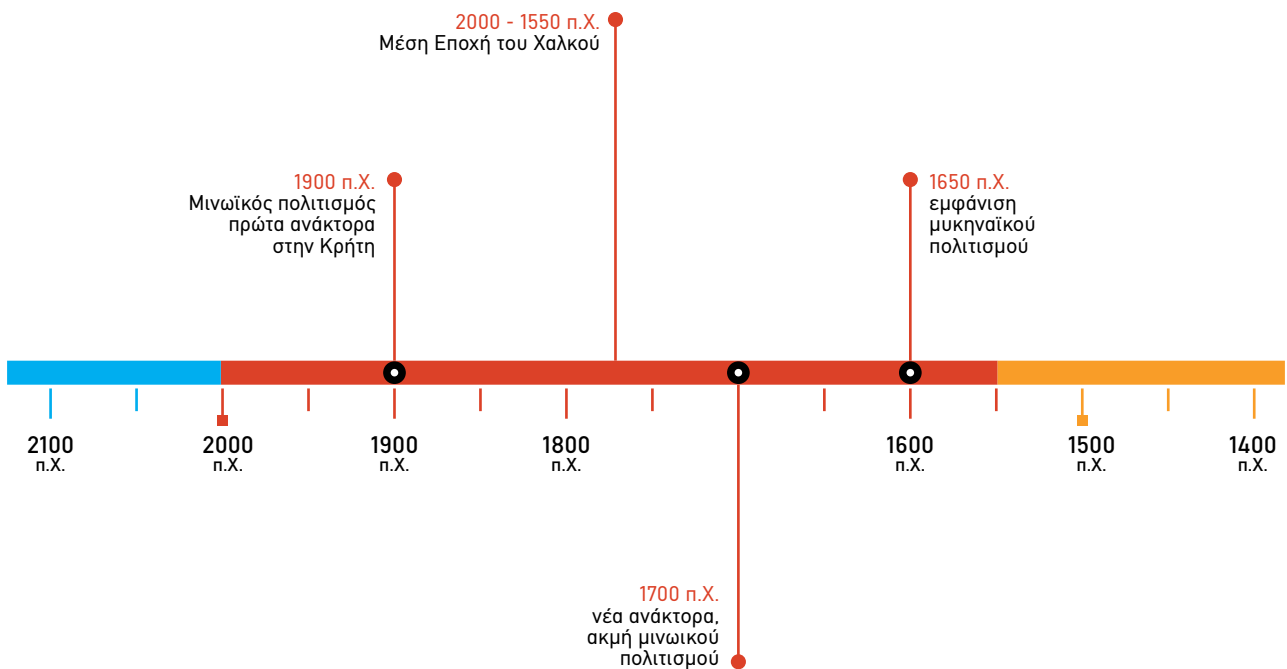 2000 - 1550 π.Χ.
Μέση Εποχή του Χαλκού
1900 π.Χ.
Μινωϊκός πολιτισμός
πρώτα ανάκτορα
στην Κρήτη
1650 π.Χ.
εμφάνιση
μυκηναϊκού
πολιτισμού
2100 2000 1900 1800 1600 1500 1400
π.Χ. π.Χ. π.Χ. π.Χ. π.Χ. π.Χ. π.Χ.
1700 π.Χ.
νέα ανάκτορα,
ακμή μινωικού
πολιτισμού